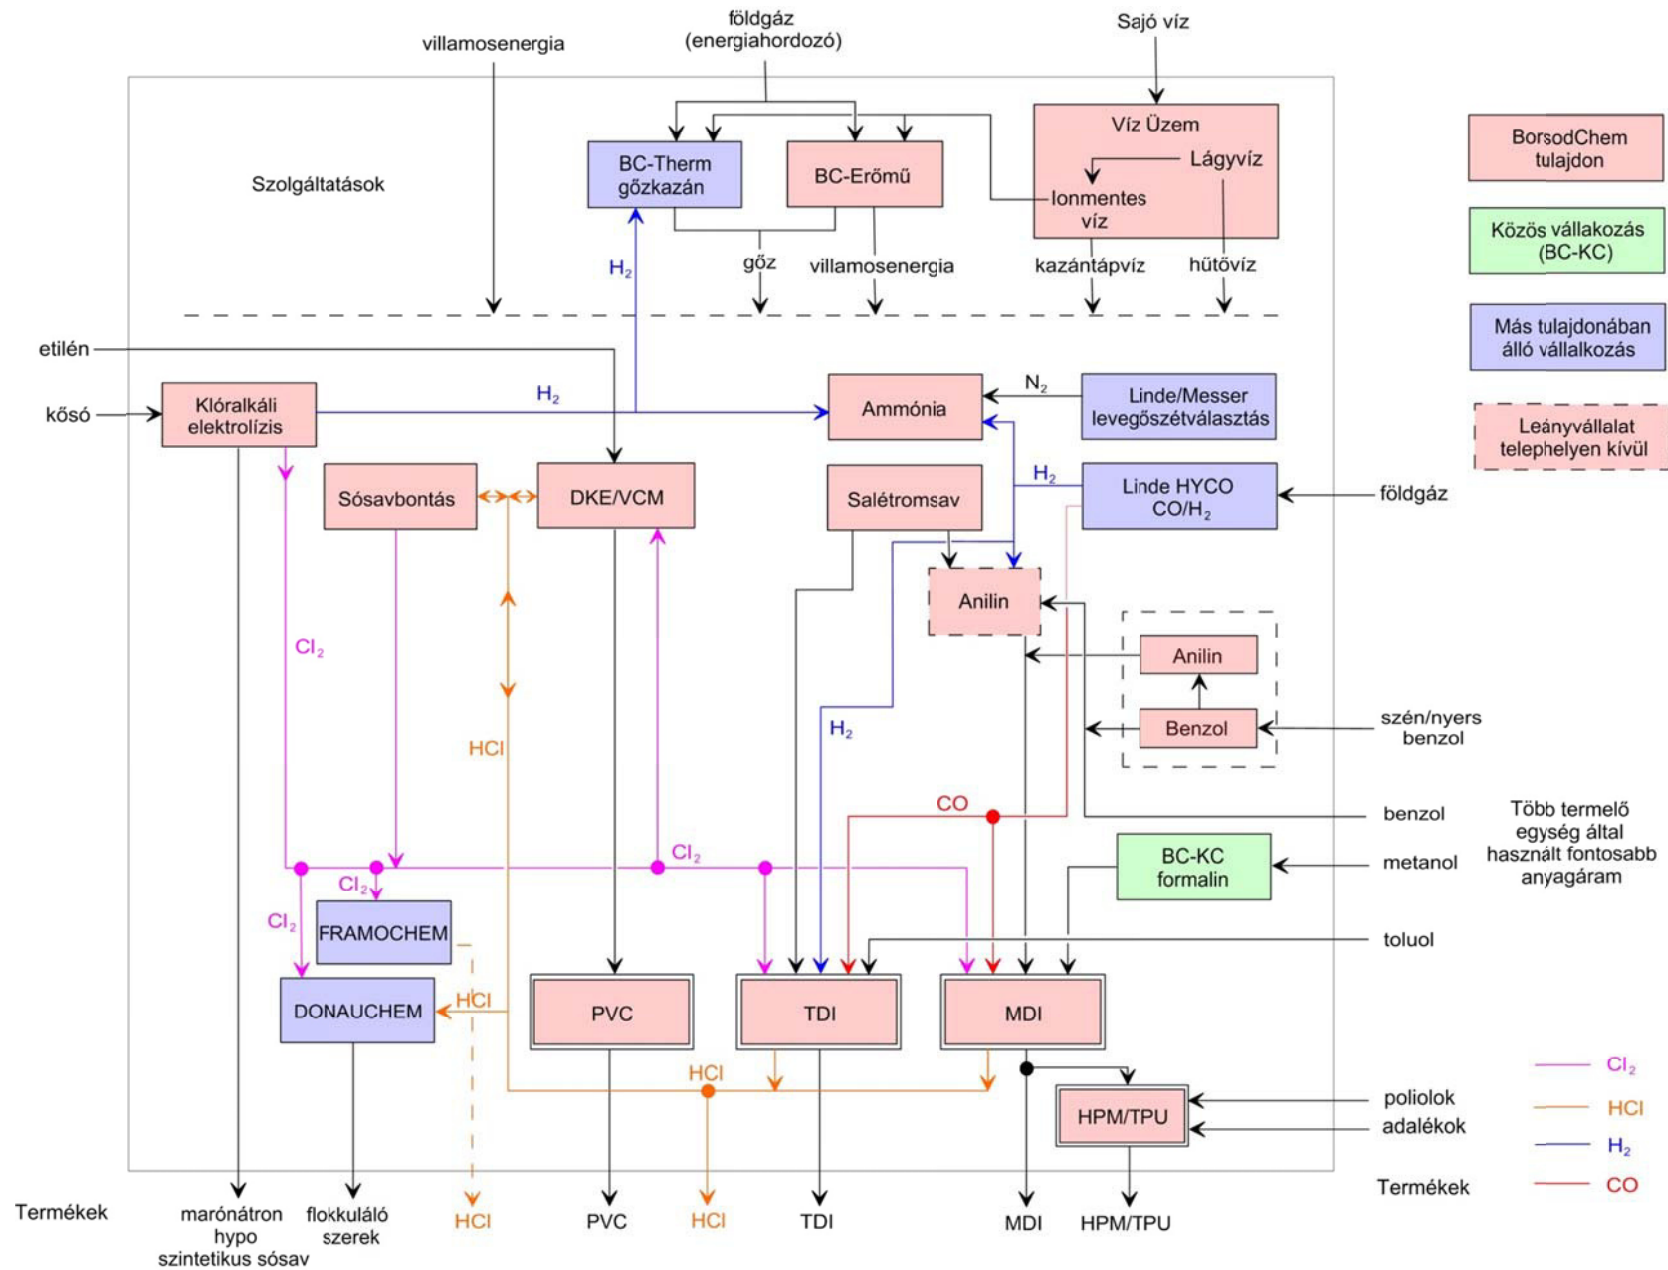 földgáz
(energiahordozó)
Sajó víz
villamosenergia
Víz Üzem
BorsodChem
tulajdon
BC-Therm
gőzkazán
BC-Erőmű
Lágyvíz
Szolgáltatások
Ionmentes
víz
Közös vállakozás
(BC-KC)
H₂
gőz
villamosenergia
kazántápvíz
hűtővíz
Más tulajdonában
álló vállalkozás
etilén
Klóralkáli
elektrolízis
H₂
Ammónia
N₂
Linde/Messer
levegőszétválasztás
kősó
Leányvállalat
telephelyen kívül
Sósavbontás
DKE/VCM
Salétromsav
H₂
Linde HYCO
CO/H₂
földgáz
Anilin
Cl₂
Anilin
H₂
Benzol
szén/nyers
benzol
HCl
CO
benzol
Több termelő
egység által
használt fontosabb
anyagáram
Cl₂
BC-KC
formalin
metanol
Cl₂
Cl₂
FRAMOCHEM
toluol
HCl
DONAUCHEM
PVC
TDI
MDI
HCl
Cl₂
HPM/TPU
poliolok
adalékok
HCl
H₂
Termékek
CO
Termékek
marónátron
hypo
szintetikus sósav
flokkuláló
szerek
HCl
PVC
HCl
TDI
MDI
HPM/TPU